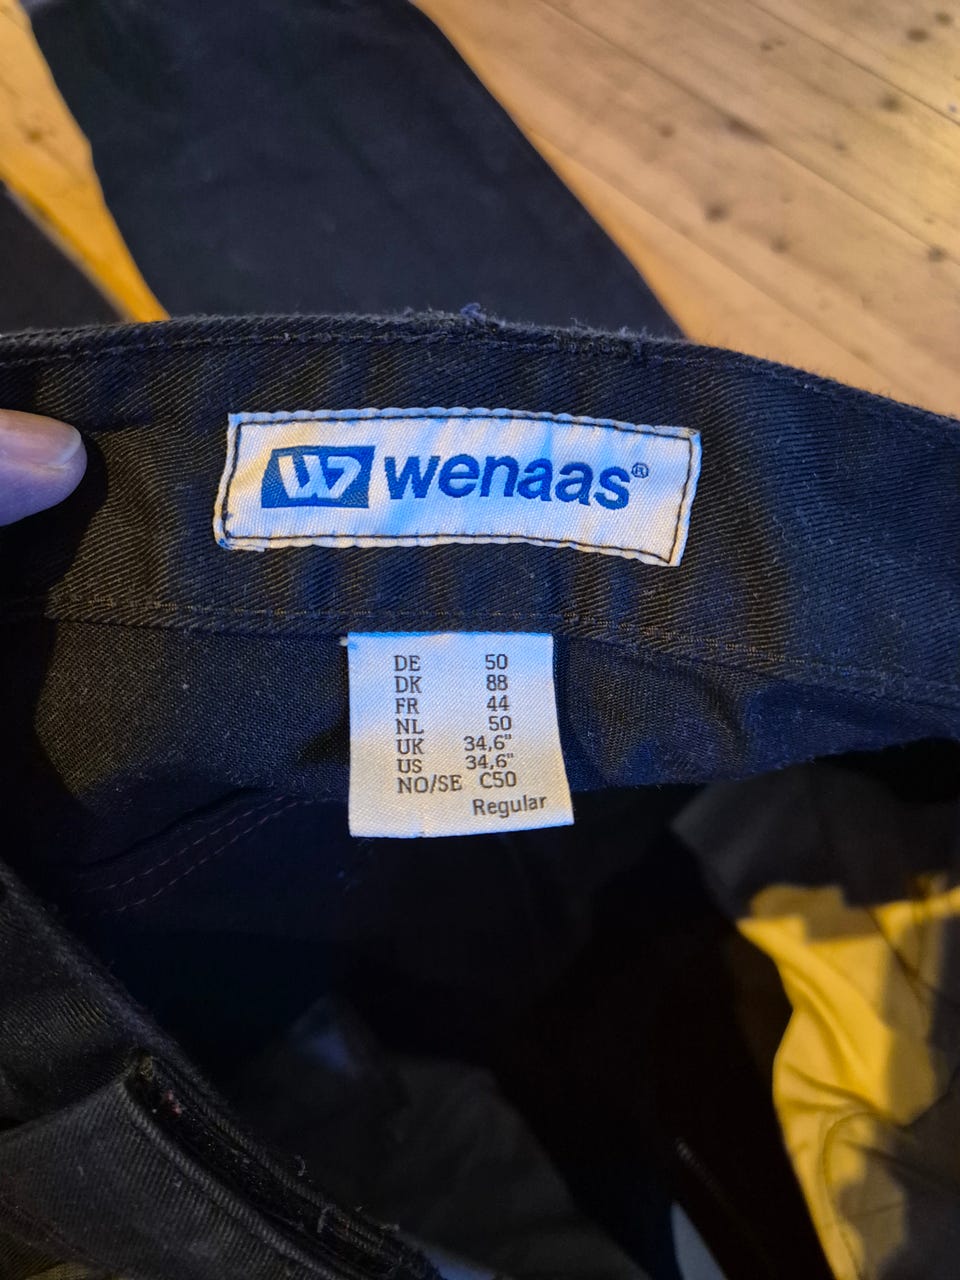 W wenaas®
DE 50
DK 88
FR 44
NL 50
UK 34,6"
US 34,6"
NO/SE C50
Regular